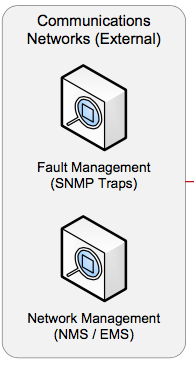 Communications
Networks (External)
Fault Management
(SNMP Traps)
Network Management
(NMS / EMS)